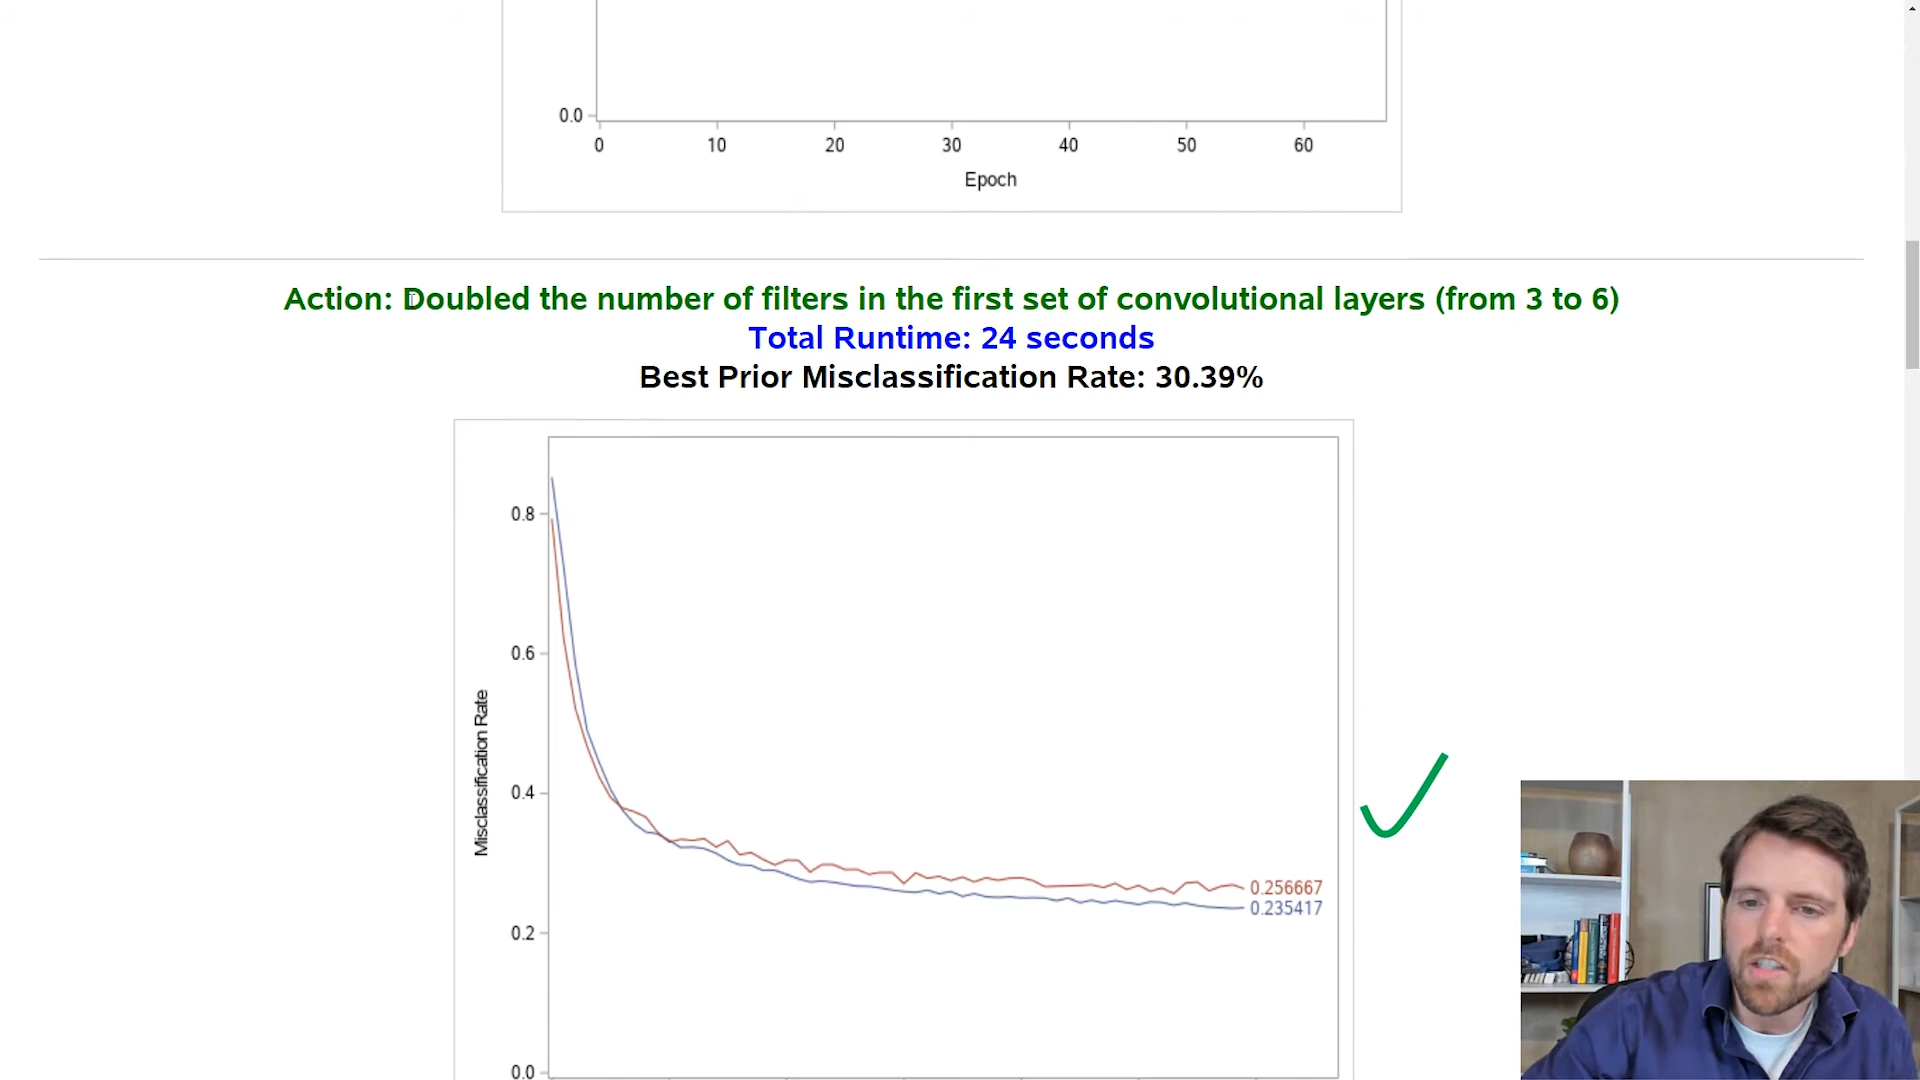 0.0
0 10 20 30 40 50 60
Epoch
Action: Doubled the number of filters in the first set of convolutional layers (from 3 to 6)
Total Runtime: 24 seconds
Best Prior Misclassification Rate: 30.39%
0.8
0.6
0.4
0.2
0.0
Misclassification Rate
0.256667
0.235417